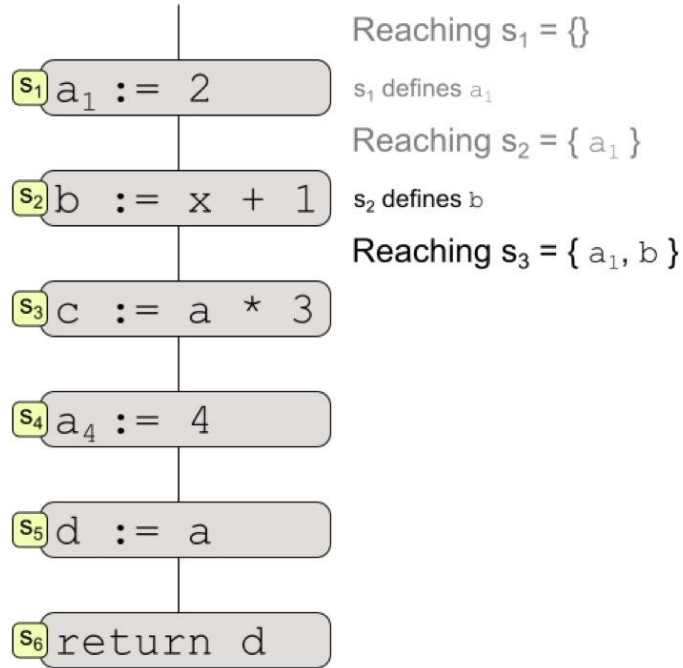 Reaching s₁ = {}
s₁ a₁ := 2
s₁ defines a₁
Reaching s₂ = { a₁ }
s₂ b := x + 1
s₂ defines b
Reaching s₃ = { a₁, b }
s₃ c := a * 3
s₄ a₄ := 4
s₅ d := a
s₆ return d